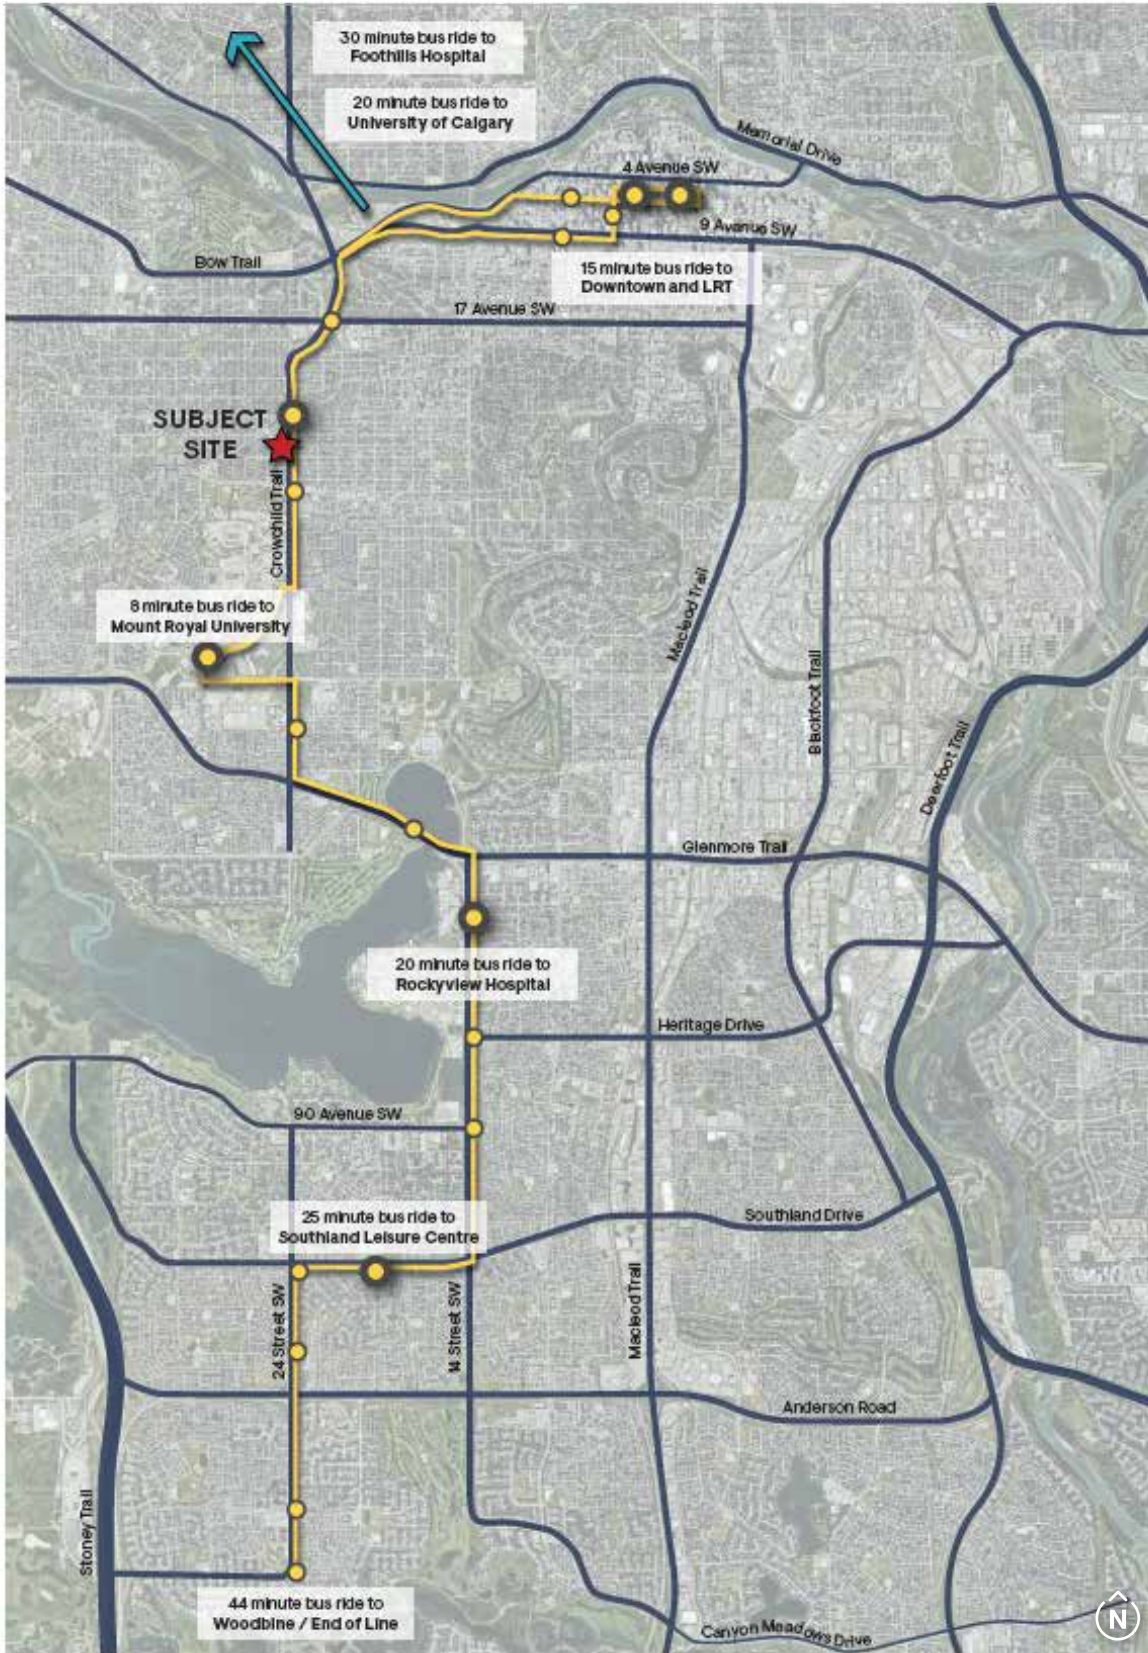 30 minute bus ride to
Foothills Hospital
20 minute bus ride to
University of Calgary
Memorial Drive
4 Avenue SW
9 Avenue SW
Bow Trail
15 minute bus ride to
Downtown and LRT
17 Avenue SW
SUBJECT
SITE
Crowchild Trail
8 minute bus ride to
Mount Royal University
Macleod Trail
Blackfoot Trail
Deerfoot Trail
Glenmore Trail
20 minute bus ride to
Rockyview Hospital
Heritage Drive
90 Avenue SW
25 minute bus ride to
Southland Leisure Centre
Southland Drive
24 Street SW
14 Street SW
Macleod Trail
Anderson Road
Stoney Trail
44 minute bus ride to
Woodbine / End of Line
Canyon Meadows Drive
N